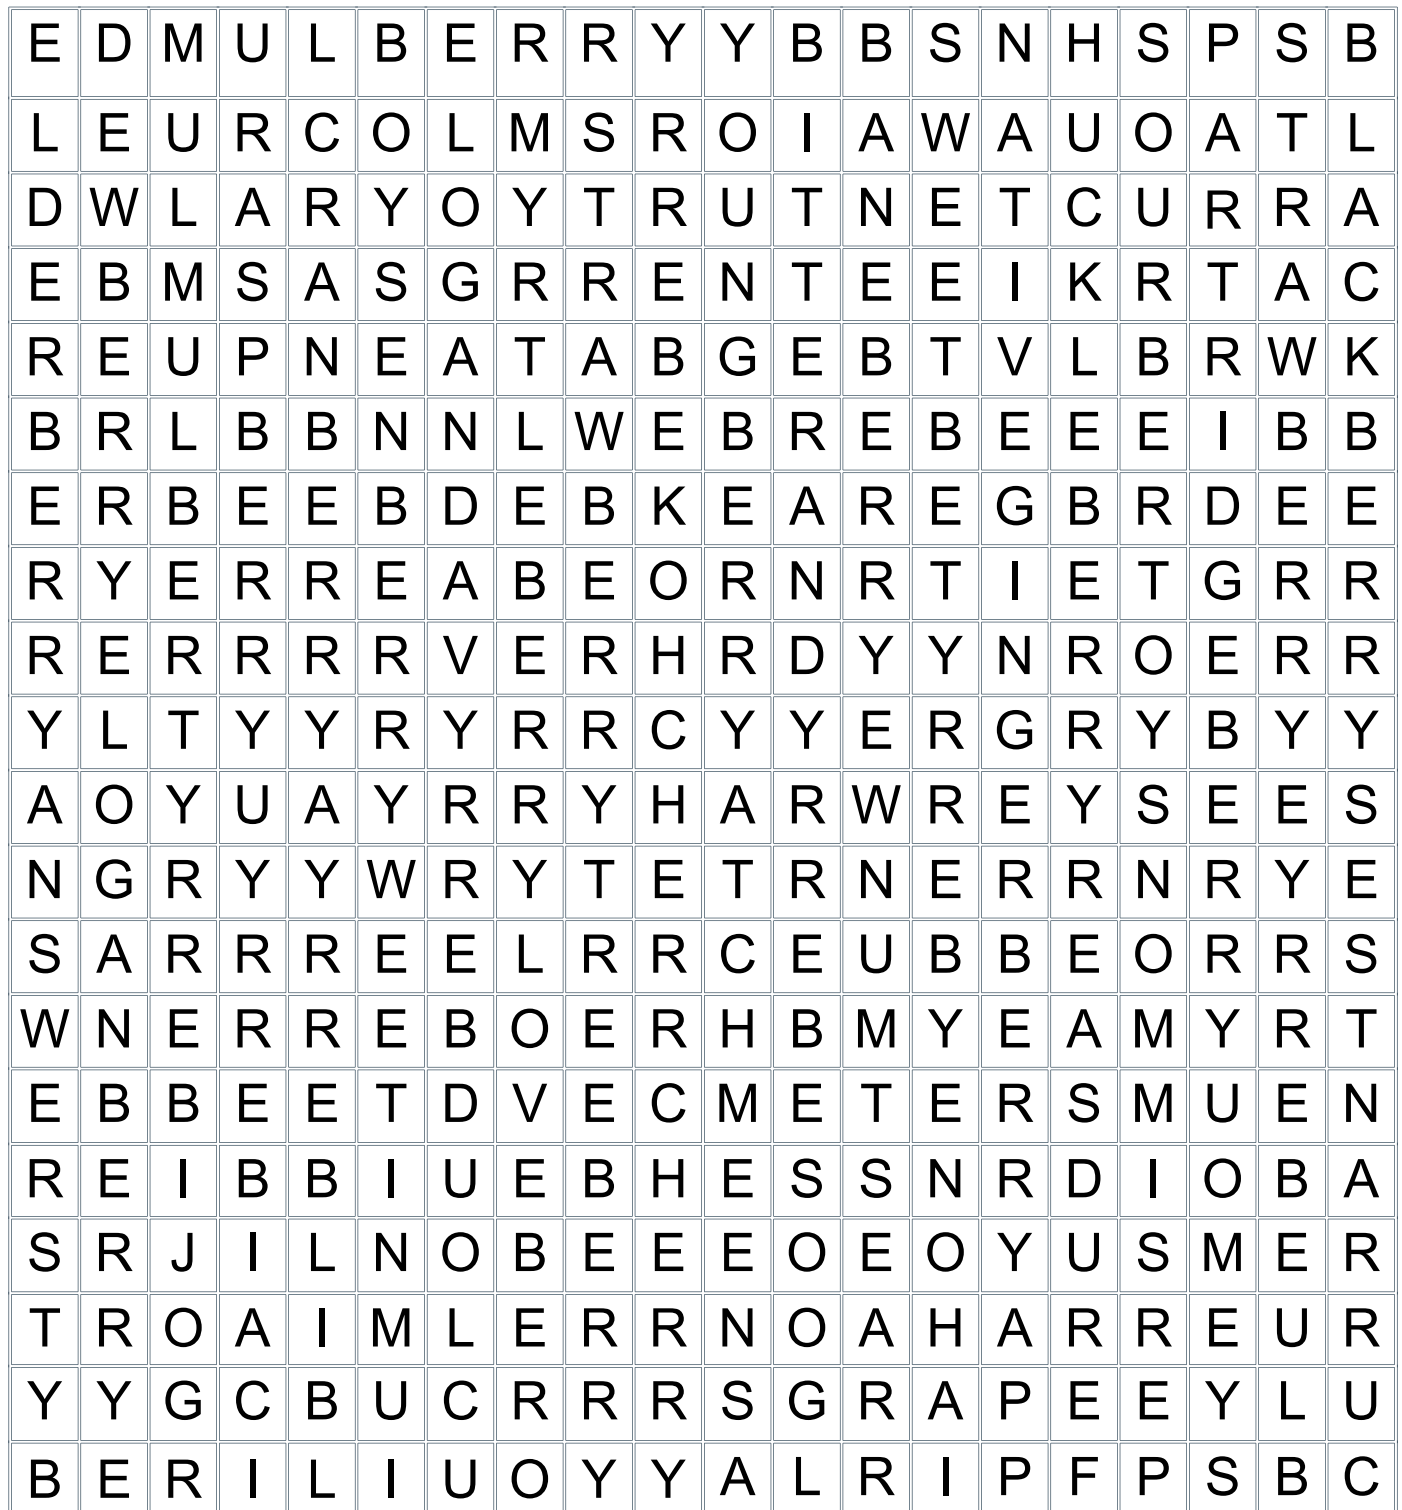 E D M U L B E R R Y Y B B S N H S P S B
L E U R C O L M S R O I A W A U O A T L
D W L A R Y O Y T R U T N E T C U R R A
E B M S A S G R R E N T E E I K R T A C
R E U P N E A T A B G E B T V L B R W K
B R L B B N N L W E B R E B E E E I B B
E R B E E B D E B K E A R E G B R D E E
R Y E R R E A B E O R N R T I E T G R R
R E R R R R V E R H R D Y Y N R O E R R
Y L T Y Y R Y R R C Y Y E R G R Y B Y Y
A O Y U A Y R R Y H A R W R E Y S E E S
N G R Y Y W R Y T E T R N E R R N R Y E
S A R R R E E L R R C E U B B E O R R S
W N E R R E B O E R H B M Y E A M Y R T
E B B E E T D V E C M E T E R S M U E N
R E I B B I U E B H E S S N R D I O B A
S R J I L N O B E E E O E O Y U S M E R
T R O A I M L E R R N O A H A R R E U R
Y Y G C B U C R R R S G R A P E E Y L U
B E R I L I U O Y Y A L R I P F P S B C